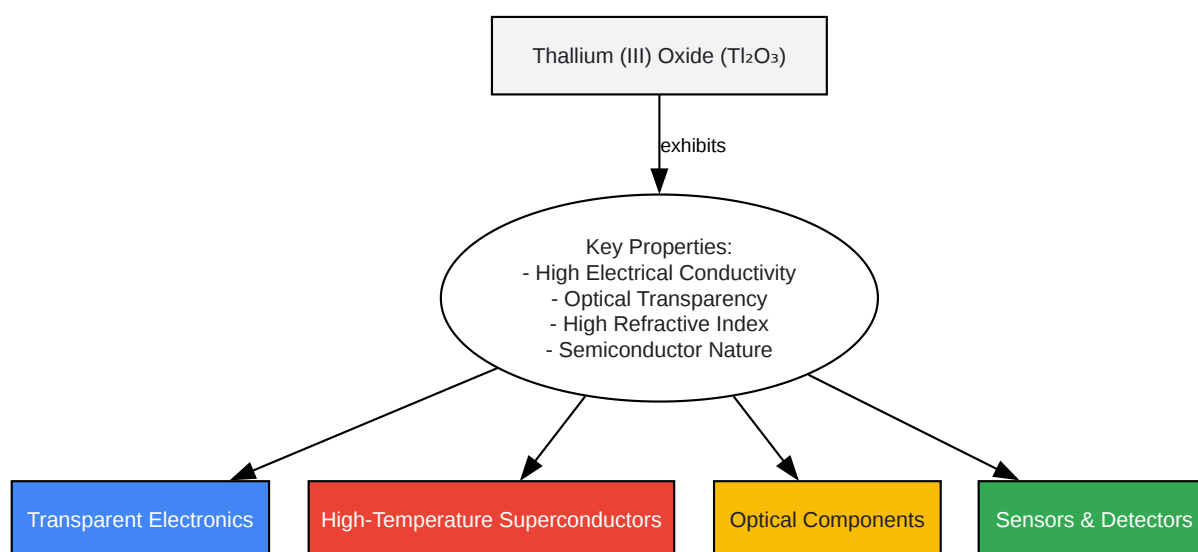 Thallium (III) Oxide (Tl₂O₃)
exhibits
Key Properties:
- High Electrical Conductivity
- Optical Transparency
- High Refractive Index
- Semiconductor Nature
Transparent Electronics
High-Temperature Superconductors
Optical Components
Sensors & Detectors